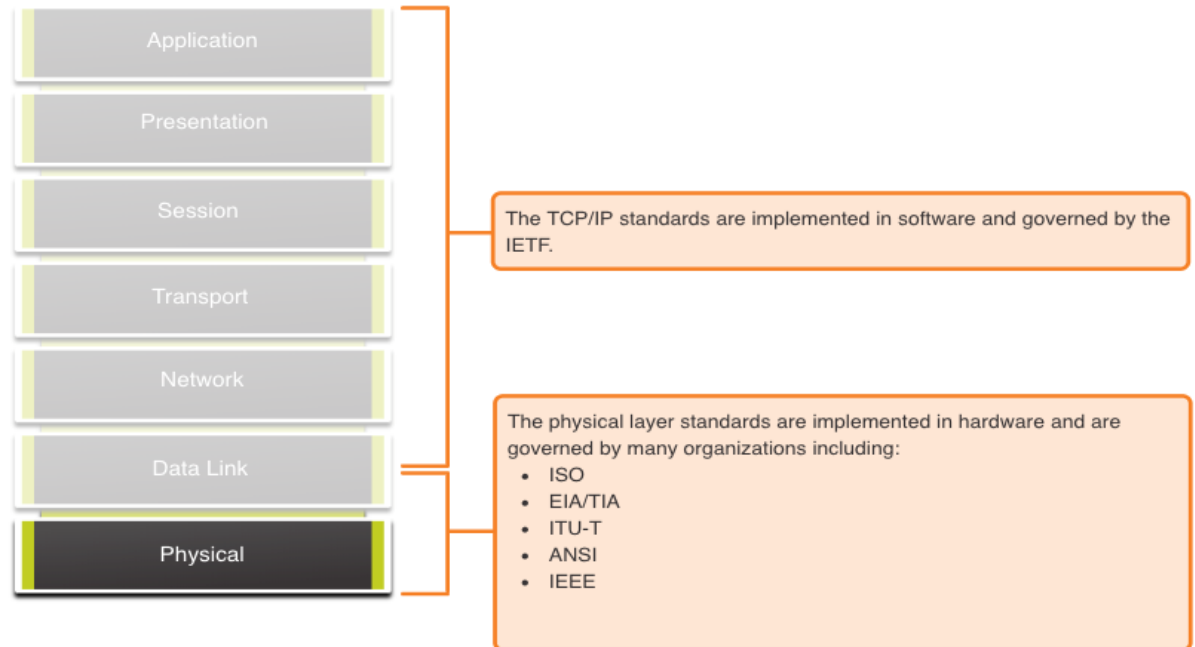 Application
Presentation
Session
Transport
Network
Data Link
Physical
The TCP/IP standards are implemented in software and governed by the
IETF.
The physical layer standards are implemented in hardware and are
governed by many organizations including:
• ISO
• EIA/TIA
• ITU-T
• ANSI
• IEEE